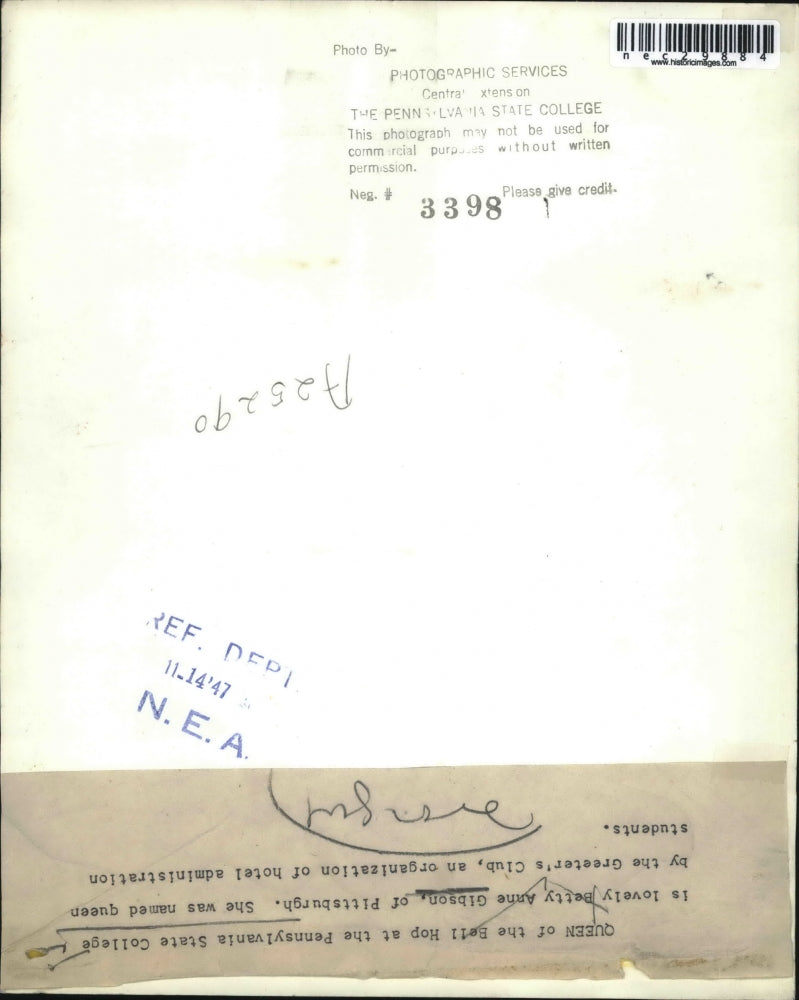 Photo By-
nec29884
www.historicimages.com
PHOTOGRAPHIC SERVICES
Central Extension
THE PENNSYLVANIA STATE COLLEGE
This photograph may not be used for
commercial purposes without written
permission.
Neg. # 3398 1 Please give credit.
A25290
REF. DEPT.
11-14'47
N.E.A.
QUEEN of the Bell Hop at the Pennsylvania State College
is lovely Betty Anne Gibson, of Pittsburgh. She was named queen
by the Greeter's Club, an organization of hotel administration
students.